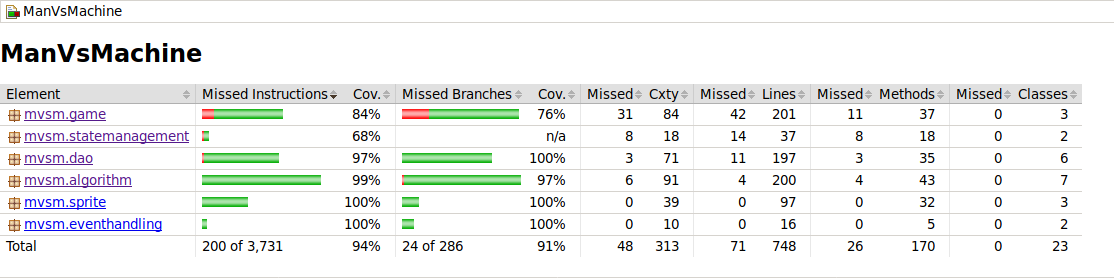 ManVsMachine
ManVsMachine
Element Missed Instructions Cov. Missed Branches Cov. Missed Cxty Missed Lines Missed Methods Missed Classes
mvsm.game 84% 76% 31 84 42 201 11 37 0 3
mvsm.statemanagement 68% n/a 8 18 14 37 8 18 0 2
mvsm.dao 97% 100% 3 71 11 197 3 35 0 6
mvsm.algorithm 99% 97% 6 91 4 200 4 43 0 7
mvsm.sprite 100% 100% 0 39 0 97 0 32 0 3
mvsm.eventhandling 100% 100% 0 10 0 16 0 5 0 2
Total 200 of 3,731 94% 24 of 286 91% 48 313 71 748 26 170 0 23